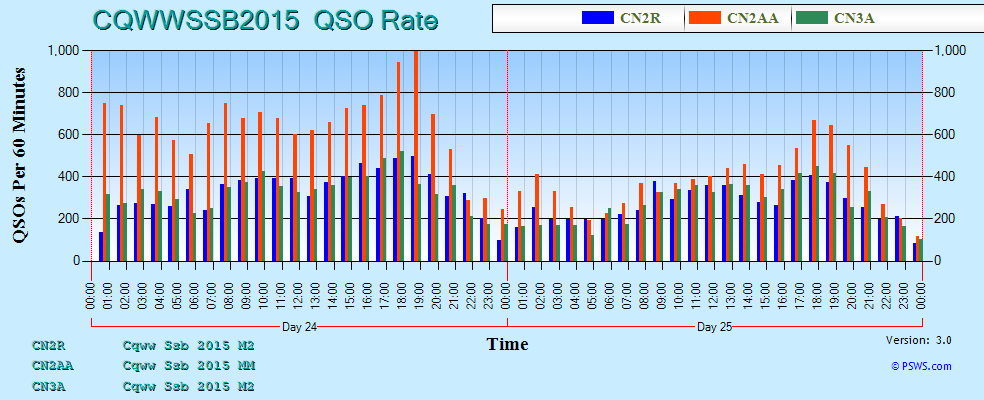 CQWWSSB2015 QSO Rate
CN2R CN2AA CN3A
QSOs Per 60 Minutes
1,000 1,000
800 800
600 600
400 400
200 200
0 0
00:00 01:00 02:00 03:00 04:00 05:00 06:00 07:00 08:00 09:00 10:00 11:00 12:00 13:00 14:00 15:00 16:00 17:00 18:00 19:00 20:00 21:00 22:00 23:00 00:00 01:00 02:00 03:00 04:00 05:00 06:00 07:00 08:00 09:00 10:00 11:00 12:00 13:00 14:00 15:00 16:00 17:00 18:00 19:00 20:00 21:00 22:00 23:00 00:00
Day 24 Day 25
Time
Version: 3.0
CN2R Cqww Ssb 2015 M2
CN2AA Cqww Ssb 2015 MM
© PSWS.com
CN3A Cqww Ssb 2015 M2